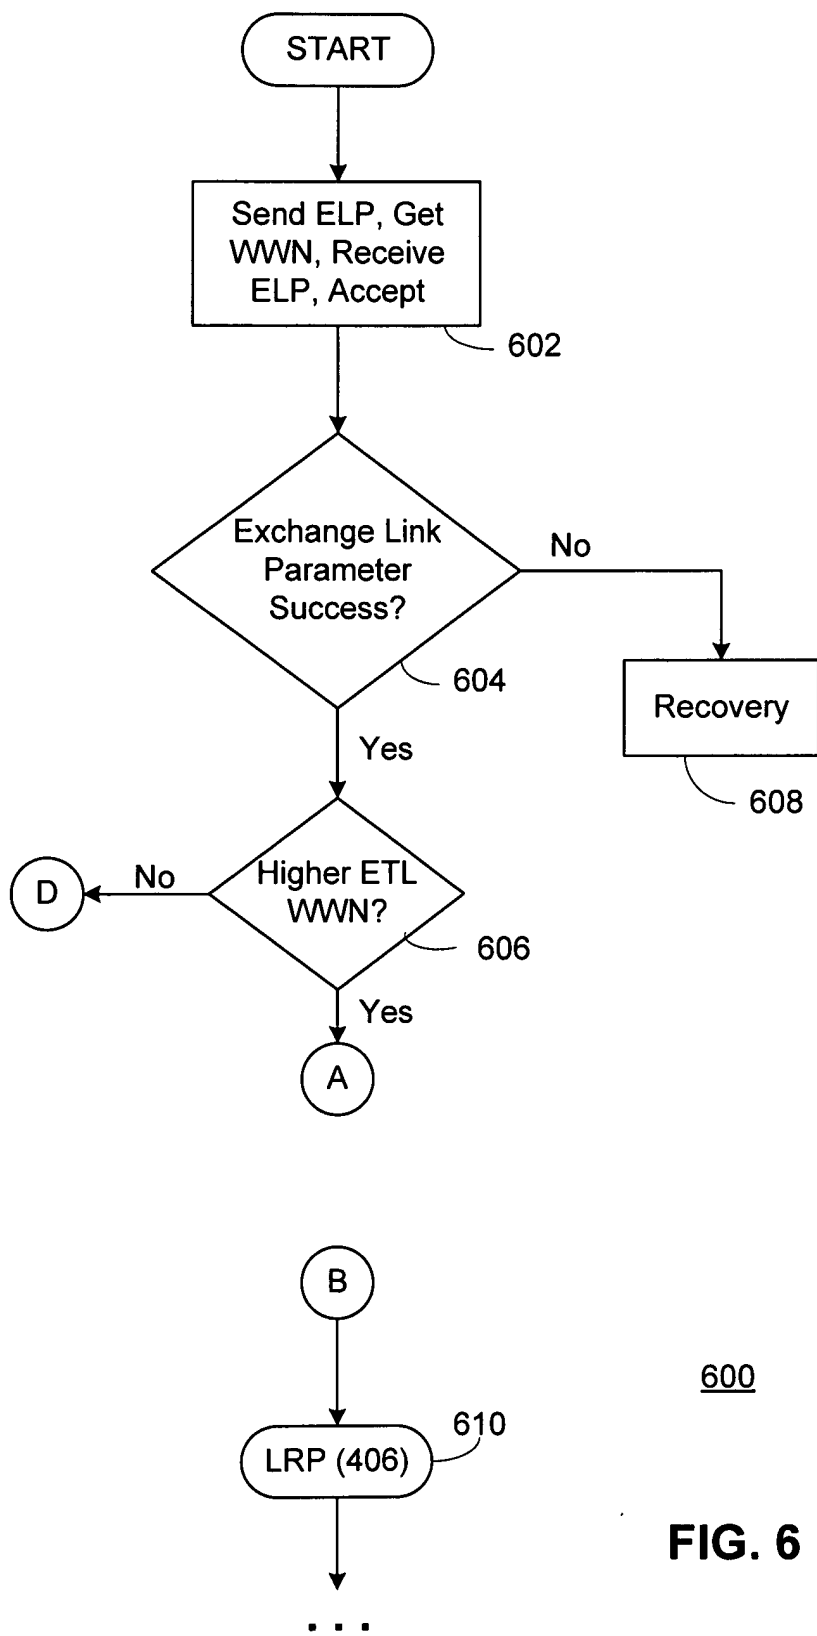 START
Send ELP, Get
WWN, Receive
ELP, Accept
602
Exchange Link
Parameter
Success?
No
604
Recovery
608
Yes
Higher ETL
WWN?
No
D
606
Yes
A
B
600
610
LRP (406)
FIG. 6
. . .